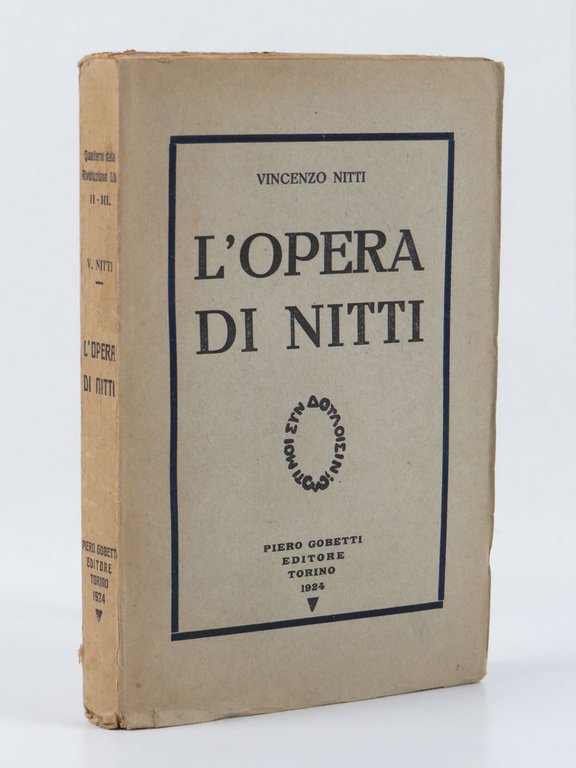 Quaderni della
Rivoluzione Lib
II - III.
V. NITTI
L'OPERA
DI NITTI
PIERO GOBETTI
EDITORE
TORINO
1924
VINCENZO NITTI
L'OPERA
DI NITTI
ΤΙ ΜΟΙ ΣΥΝ ΔΟΥΛΟΙΣΙΝ
PIERO GOBETTI
EDITORE
TORINO
1924